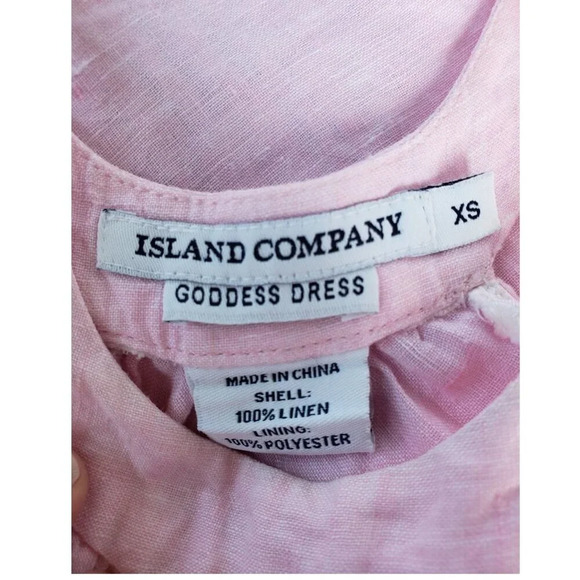 ISLAND COMPANY
XS
GODDESS DRESS
MADE IN CHINA
SHELL:
100% LINEN
LINING:
100% POLYESTER